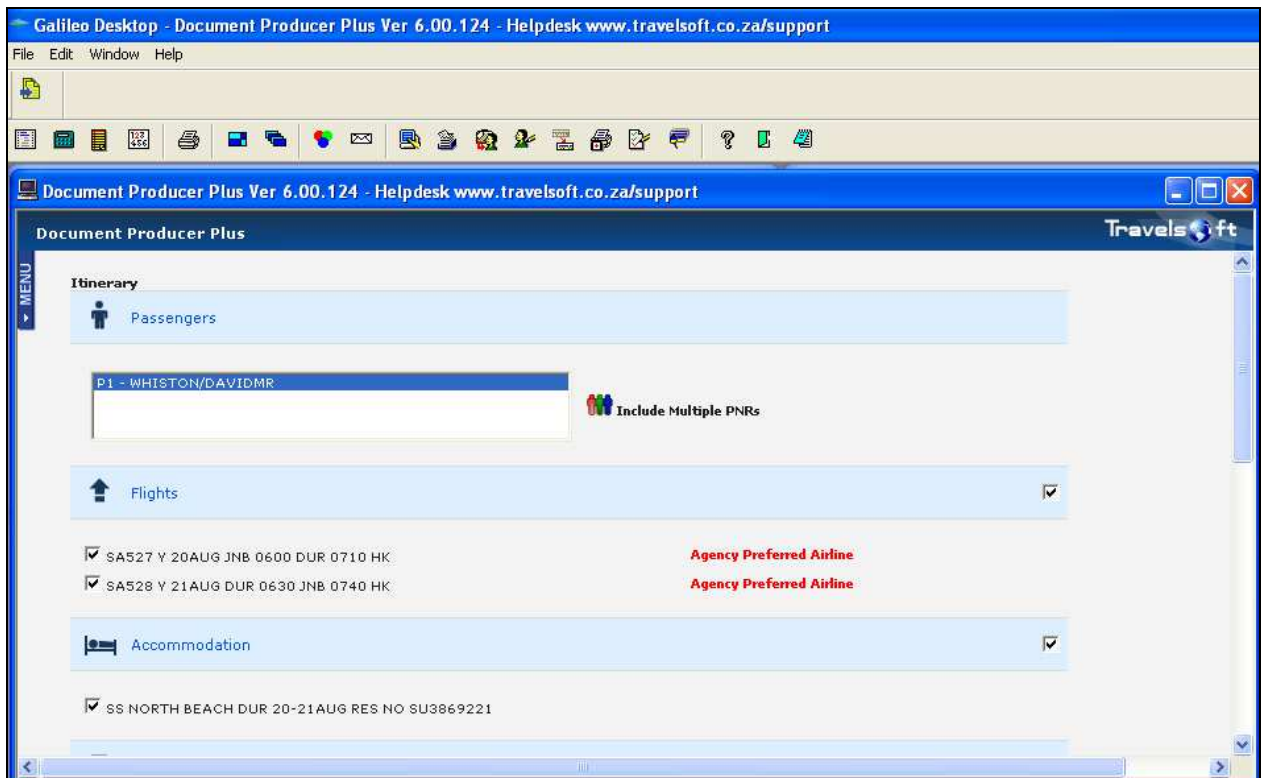 Galileo Desktop - Document Producer Plus Ver 6.00.124 - Helpdesk www.travelsoft.co.za/support
File Edit Window Help
Document Producer Plus Ver 6.00.124 - Helpdesk www.travelsoft.co.za/support
Document Producer Plus
Travelsoft
MENU
Itinerary
Passengers
P1 - WHISTON/DAVIDMR
Include Multiple PNRs
Flights
SA527 Y 20AUG JNB 0600 DUR 0710 HK Agency Preferred Airline
SA528 Y 21AUG DUR 0630 JNB 0740 HK Agency Preferred Airline
Accommodation
SS NORTH BEACH DUR 20-21AUG RES NO SU3869221